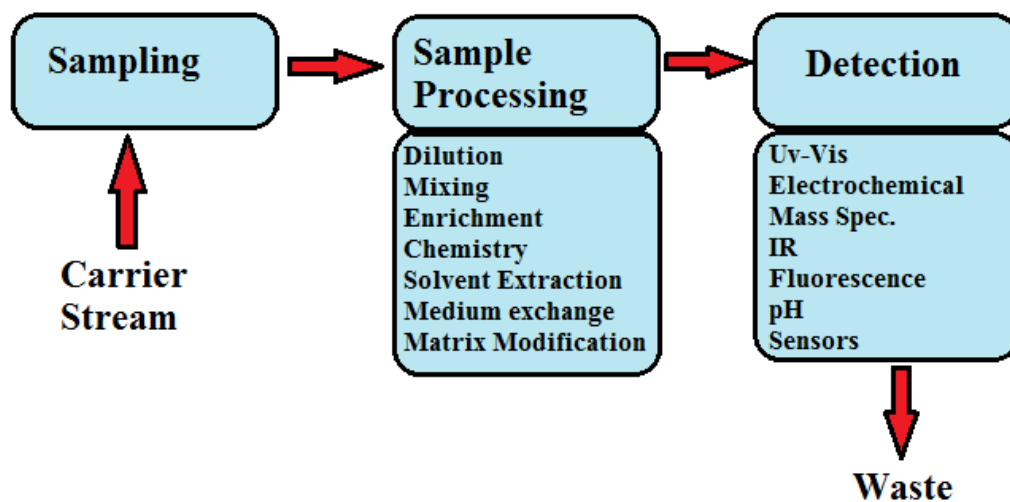 Sampling
Carrier
Stream
Sample
Processing
Dilution
Mixing
Enrichment
Chemistry
Solvent Extraction
Medium exchange
Matrix Modification
Detection
Uv-Vis
Electrochemical
Mass Spec.
IR
Fluorescence
pH
Sensors
Waste